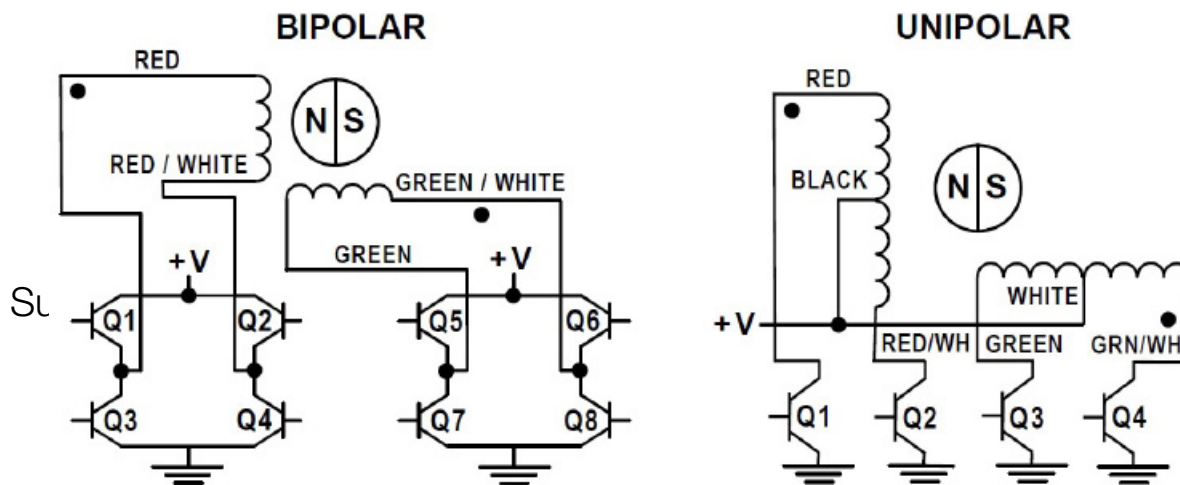 BIPOLAR
RED
N S
RED / WHITE
GREEN / WHITE
GREEN
+V
+V
Su
Q1
Q2
Q5
Q6
Q3
Q4
Q7
Q8
UNIPOLAR
RED
BLACK
N S
WHITE
+V
RED/WH
GREEN
GRN/WH
Q1
Q2
Q3
Q4